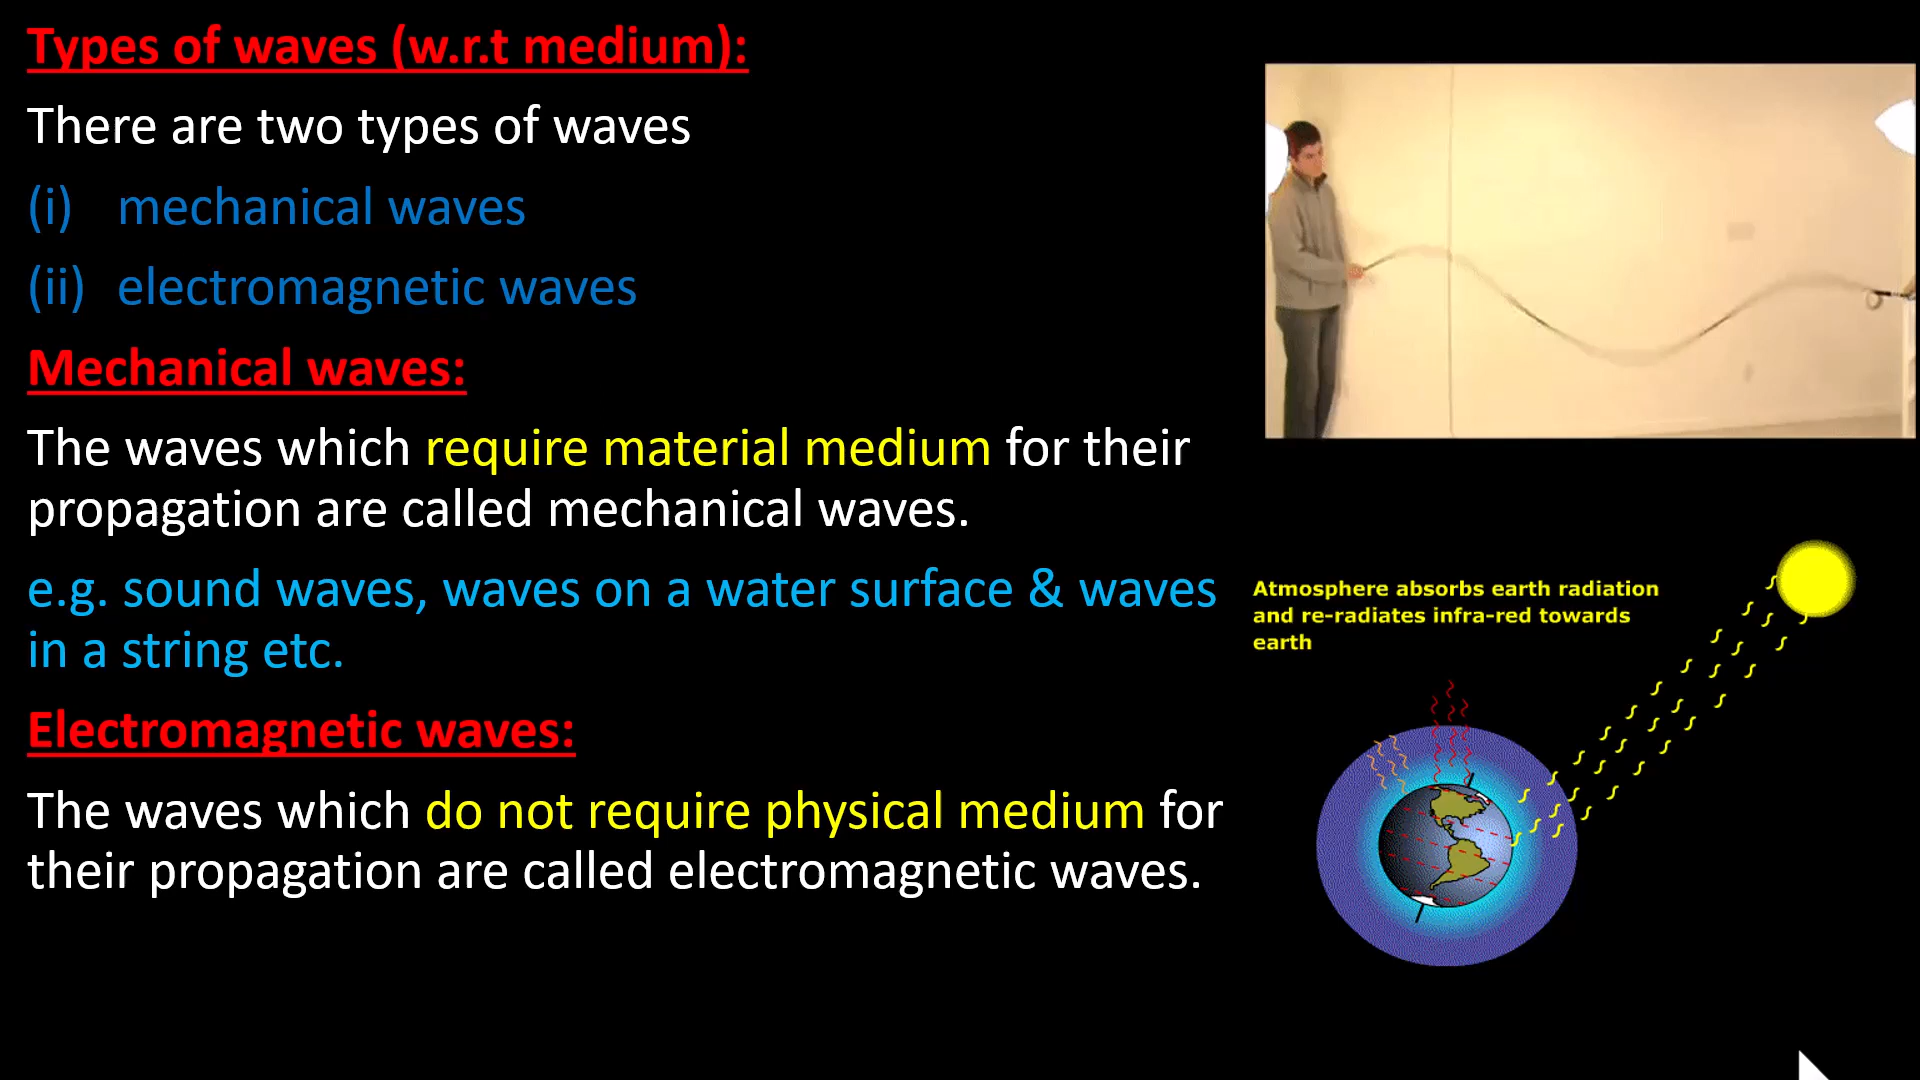 Types of waves (w.r.t medium):
There are two types of waves
(i) mechanical waves
(ii) electromagnetic waves
Mechanical waves:
The waves which require material medium for their
propagation are called mechanical waves.
e.g. sound waves, waves on a water surface & waves
in a string etc.
Electromagnetic waves:
The waves which do not require physical medium for
their propagation are called electromagnetic waves.
Atmosphere absorbs earth radiation
and re-radiates infra-red towards
earth